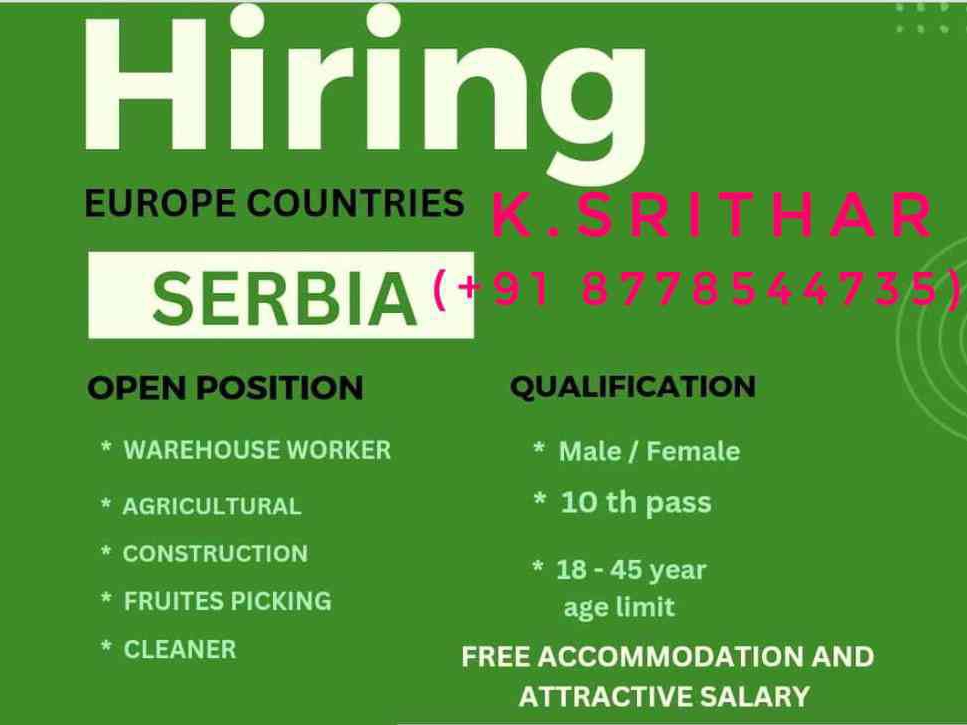 Hiring
EUROPE COUNTRIES
K.SRITHAR
SERBIA
(+91 8778544735)
OPEN POSITION
* WAREHOUSE WORKER
* AGRICULTURAL
* CONSTRUCTION
* FRUITES PICKING
* CLEANER
QUALIFICATION
* Male / Female
* 10 th pass
* 18 - 45 year
age limit
FREE ACCOMMODATION AND
ATTRACTIVE SALARY